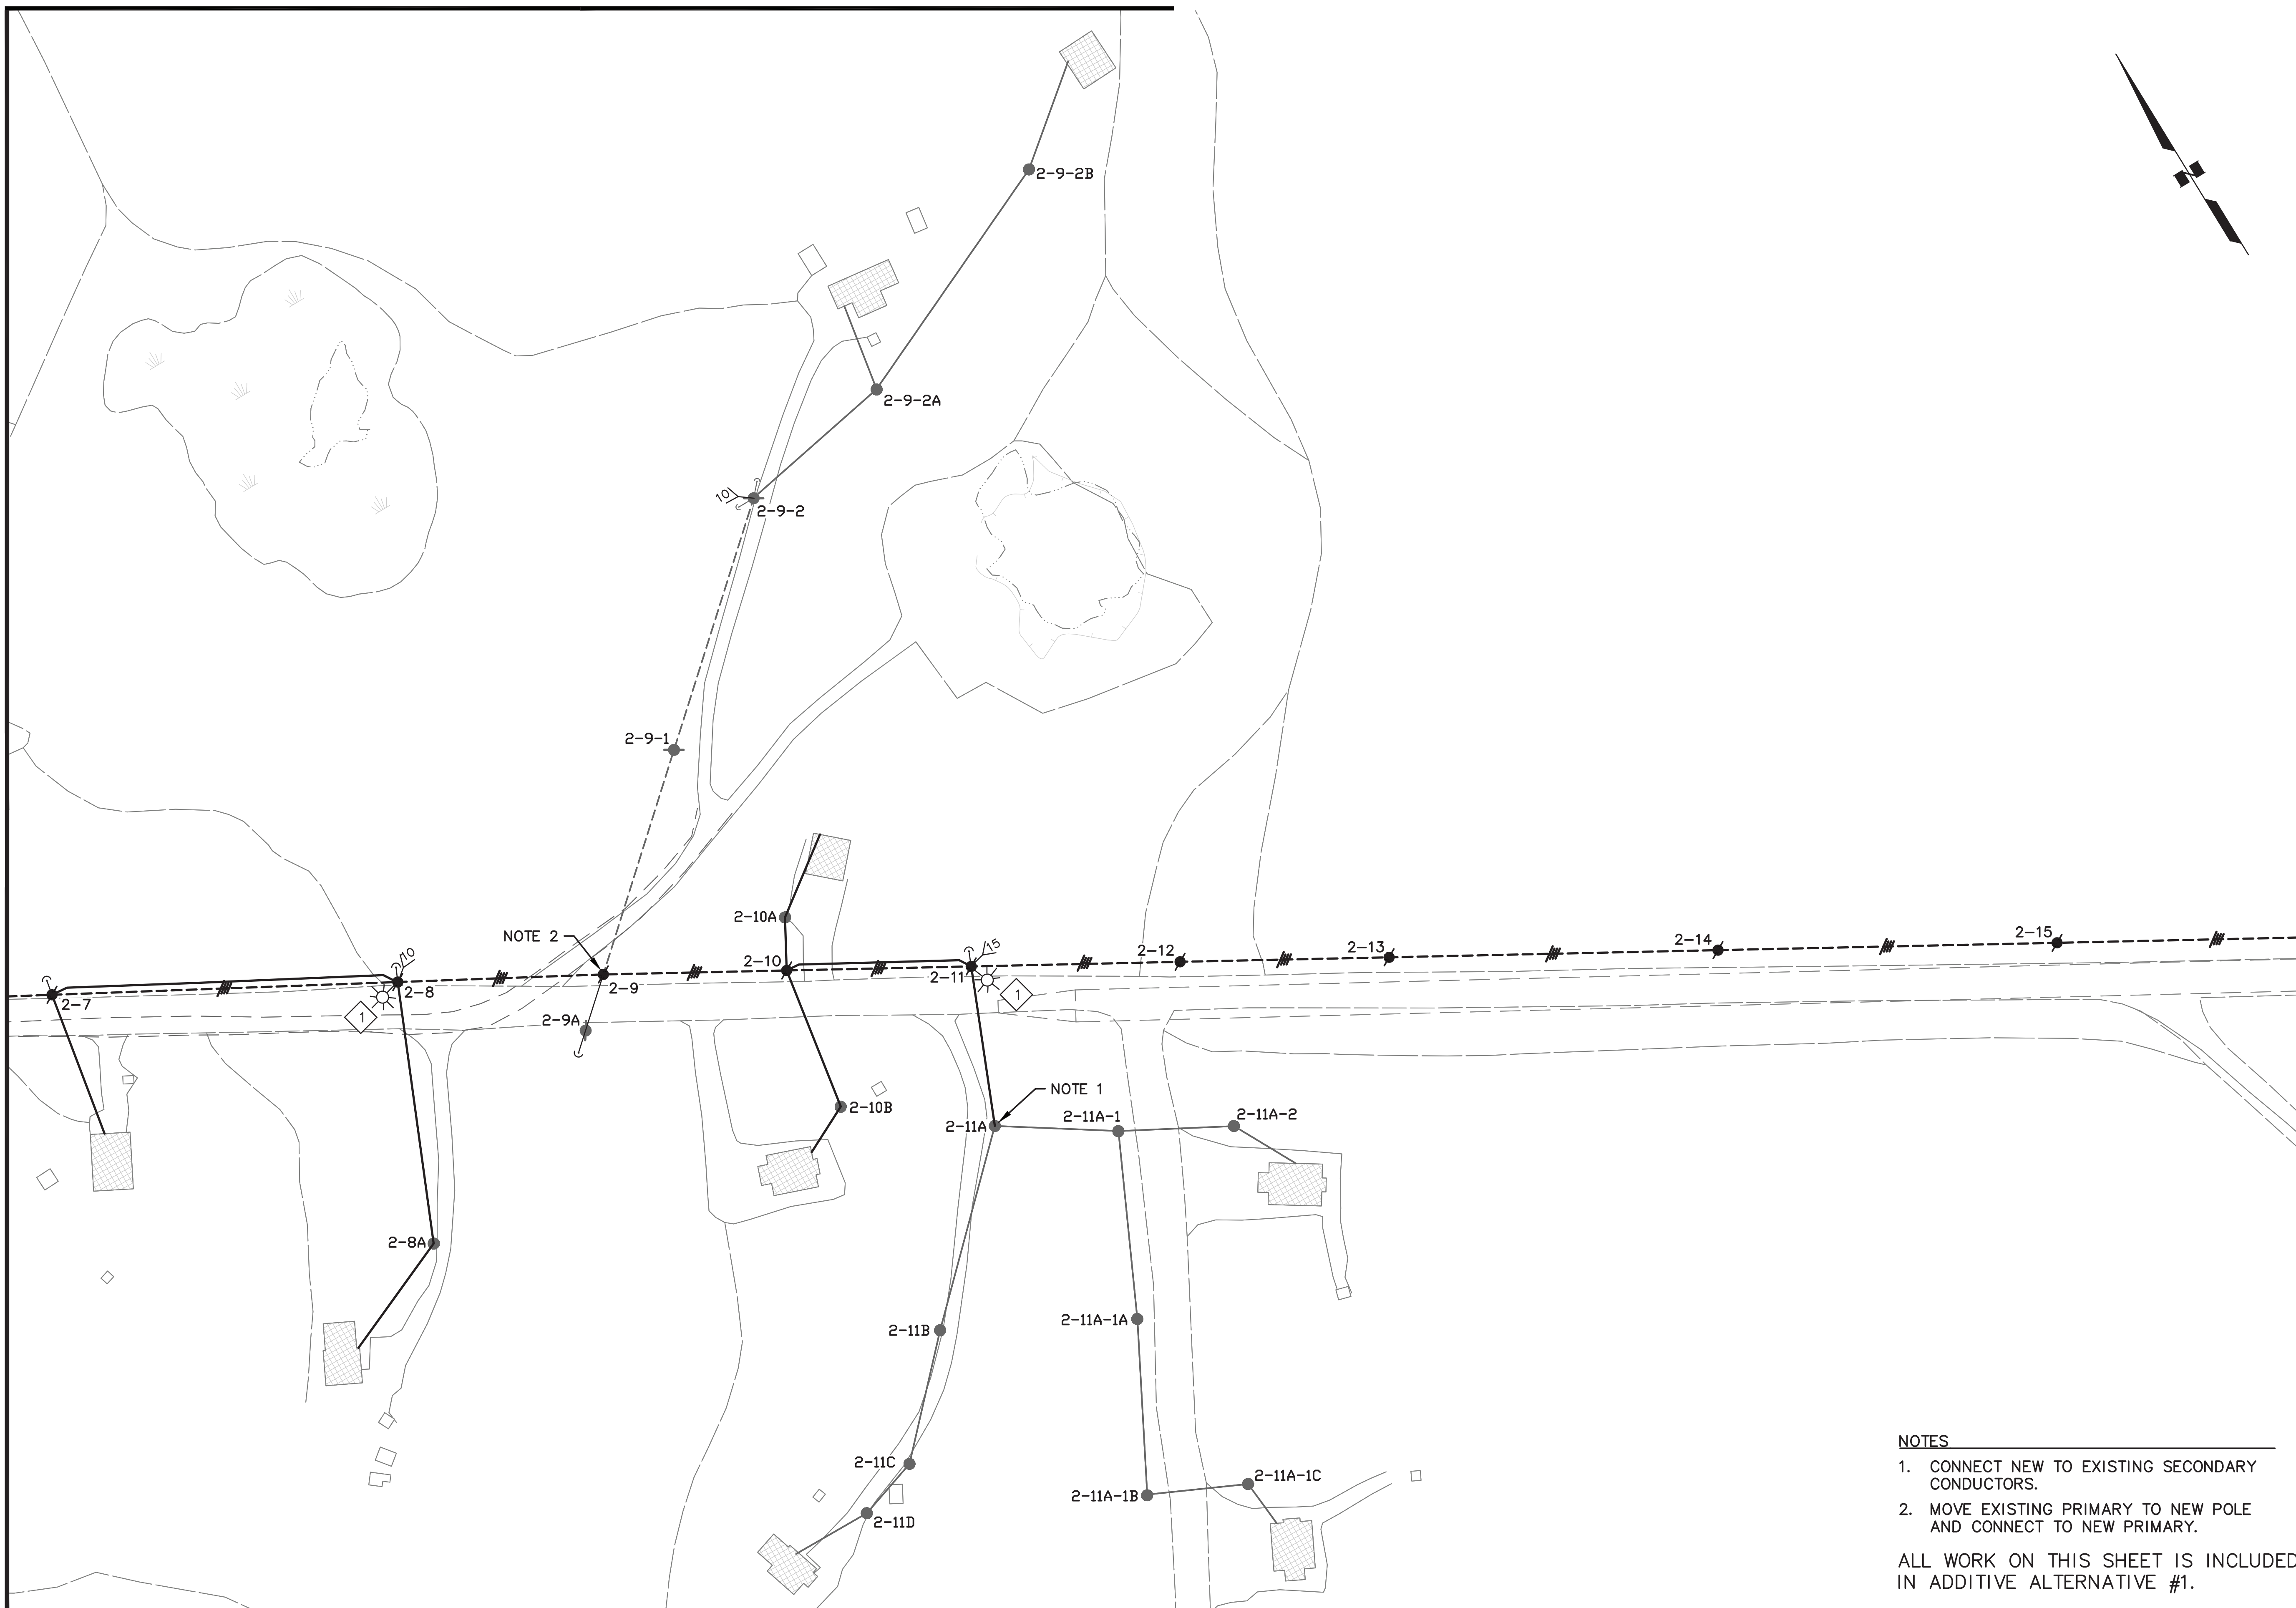 2-9-2B
2-9-2A
10
2-9-2
2-9-1
NOTE 2
2-10A
2-7
10
2-8
1
2-9
2-9A
2-10
15
2-11
1
2-12
2-13
2-14
2-15
NOTE 1
2-10B
2-11A
2-11A-1
2-11A-2
2-8A
2-11B
2-11A-1A
2-11C
2-11A-1B
2-11A-1C
2-11D
NOTES
1. CONNECT NEW TO EXISTING SECONDARY
CONDUCTORS.
2. MOVE EXISTING PRIMARY TO NEW POLE
AND CONNECT TO NEW PRIMARY.
ALL WORK ON THIS SHEET IS INCLUDED
IN ADDITIVE ALTERNATIVE #1.